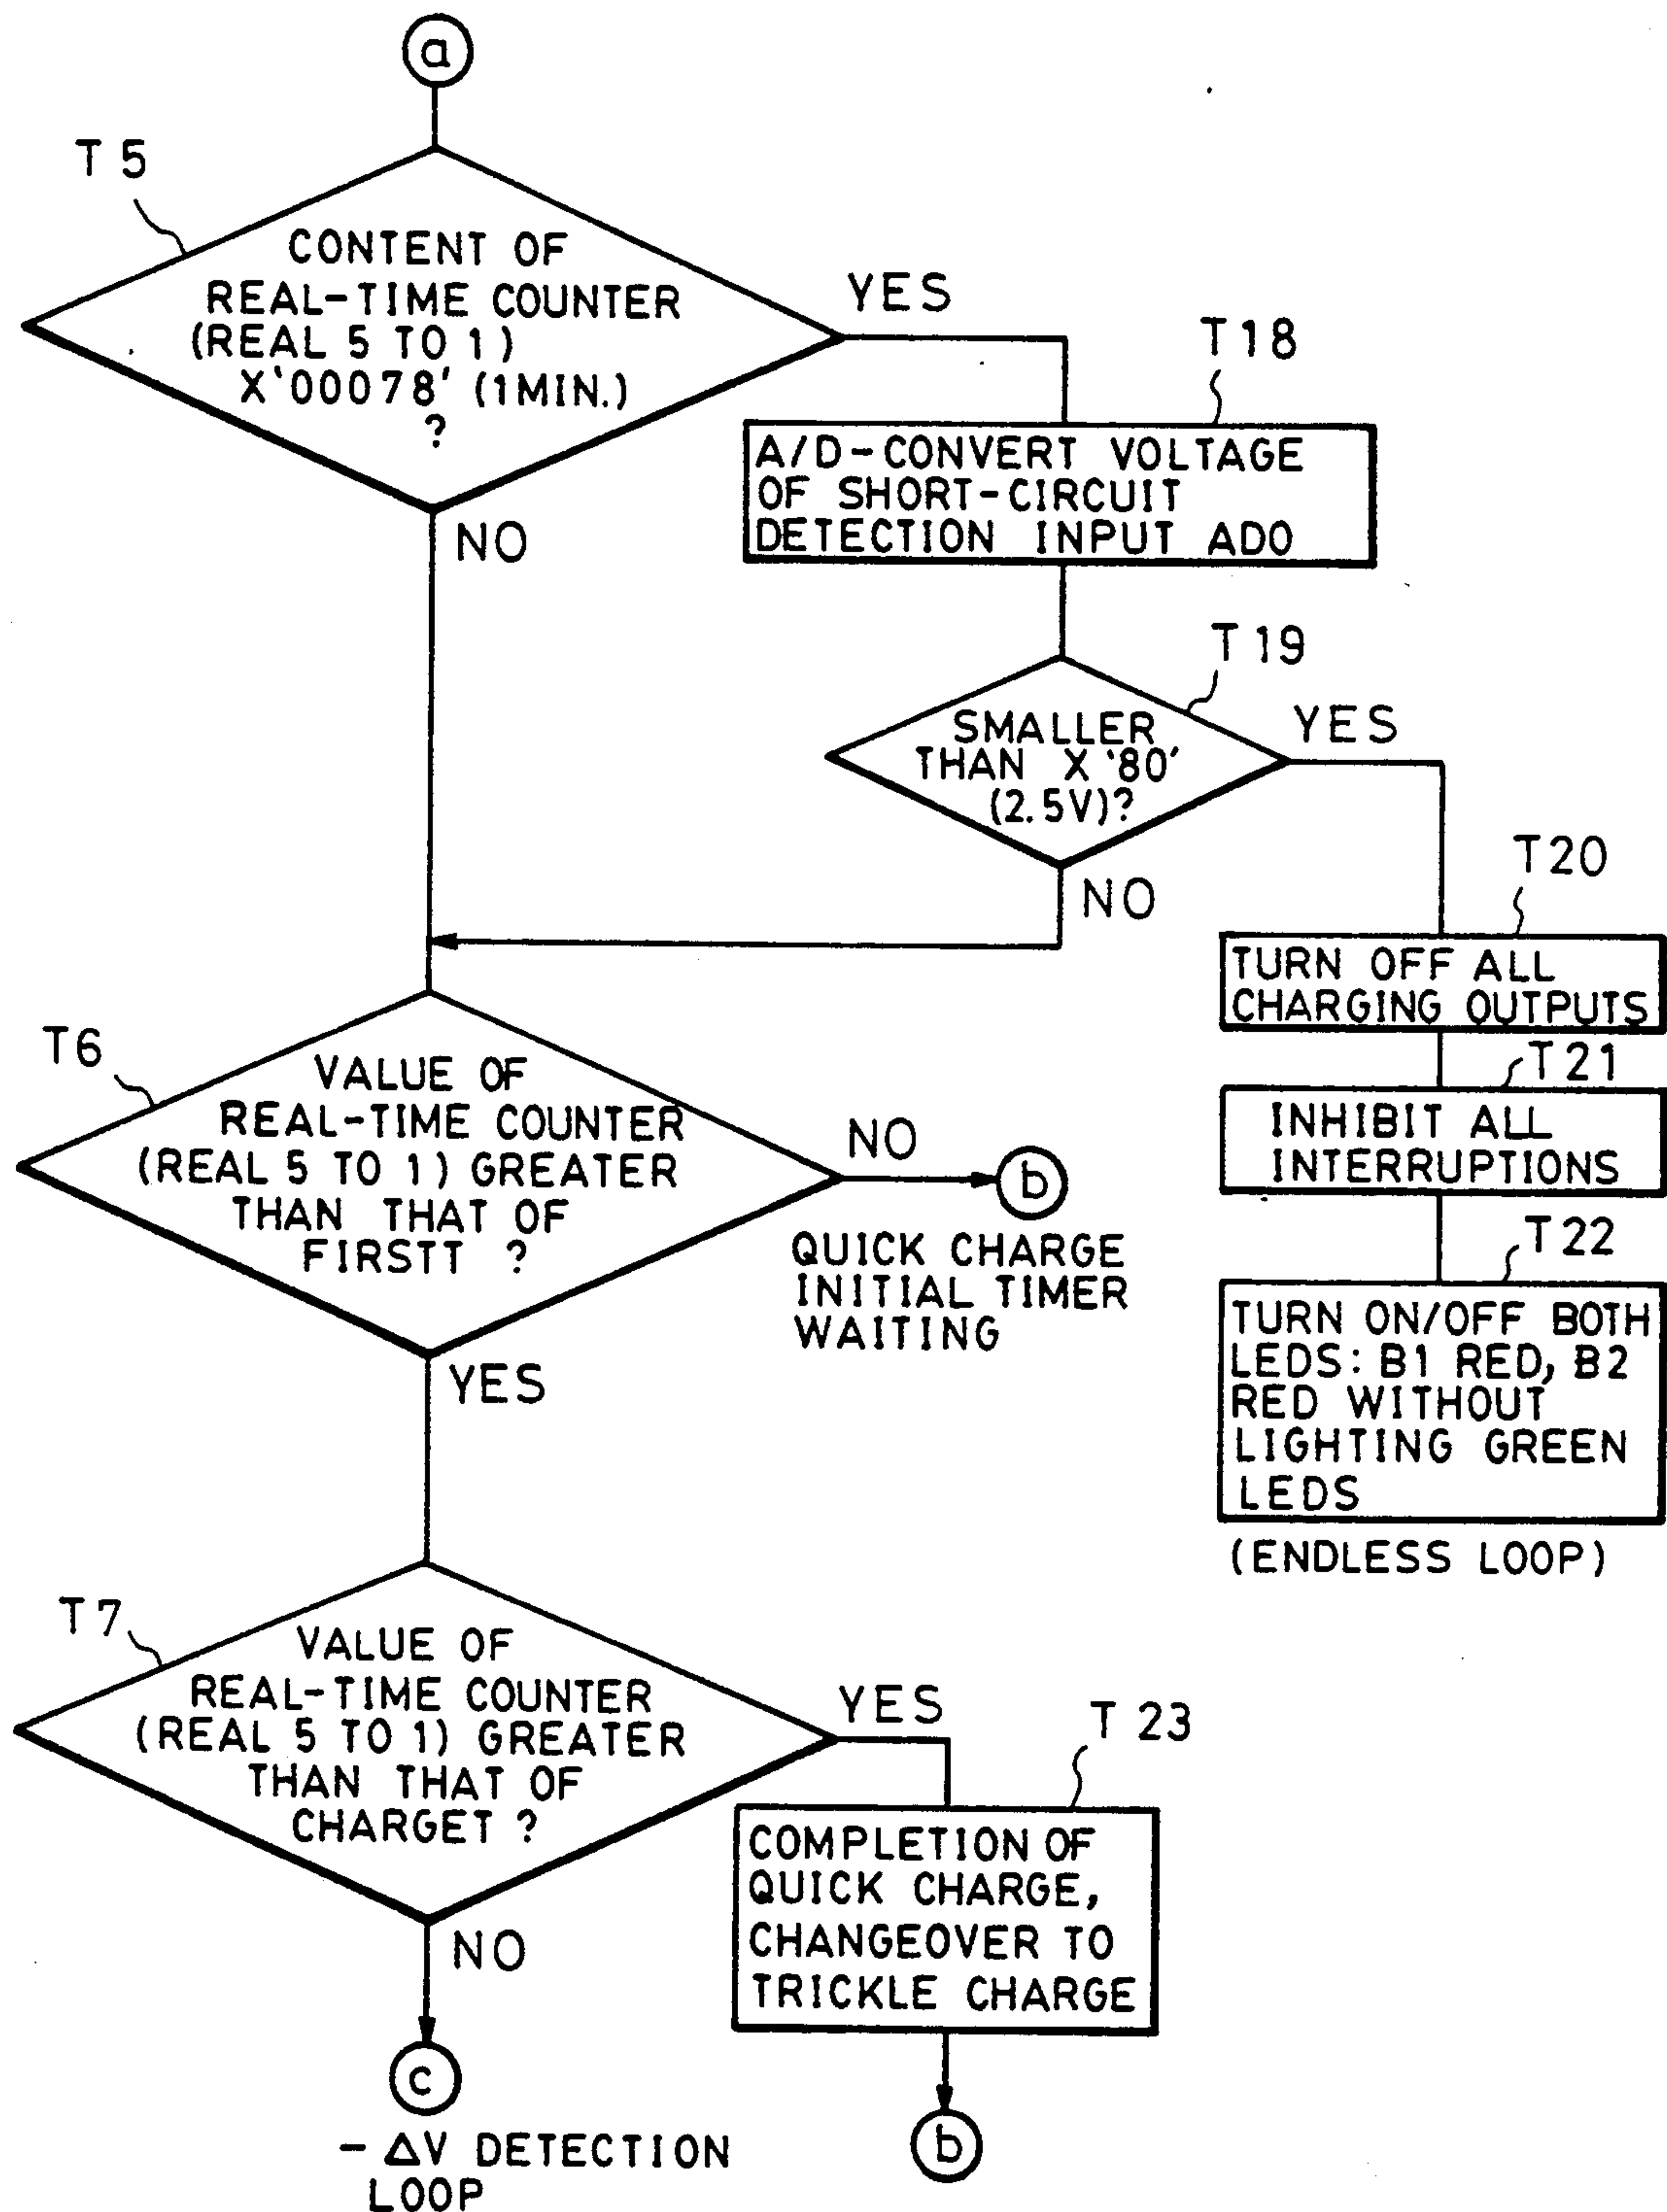 a
T5
CONTENT OF
REAL-TIME COUNTER
(REAL 5 TO 1)
X'00078' (1MIN.)
?
YES
NO
T18
A/D-CONVERT VOLTAGE
OF SHORT-CIRCUIT
DETECTION INPUT AD0
T19
SMALLER
THAN X '80'
(2.5V)?
YES
NO
T20
TURN OFF ALL
CHARGING OUTPUTS
T21
INHIBIT ALL
INTERRUPTIONS
T22
TURN ON/OFF BOTH
LEDS: B1 RED, B2
RED WITHOUT
LIGHTING GREEN
LEDS
(ENDLESS LOOP)
T6
VALUE OF
REAL-TIME COUNTER
(REAL 5 TO 1) GREATER
THAN THAT OF
FIRSTT ?
NO
b
QUICK CHARGE
INITIAL TIMER
WAITING
YES
T7
VALUE OF
REAL-TIME COUNTER
(REAL 5 TO 1) GREATER
THAN THAT OF
CHARGET ?
YES
T23
COMPLETION OF
QUICK CHARGE,
CHANGEOVER TO
TRICKLE CHARGE
b
NO
c
-ΔV DETECTION
LOOP